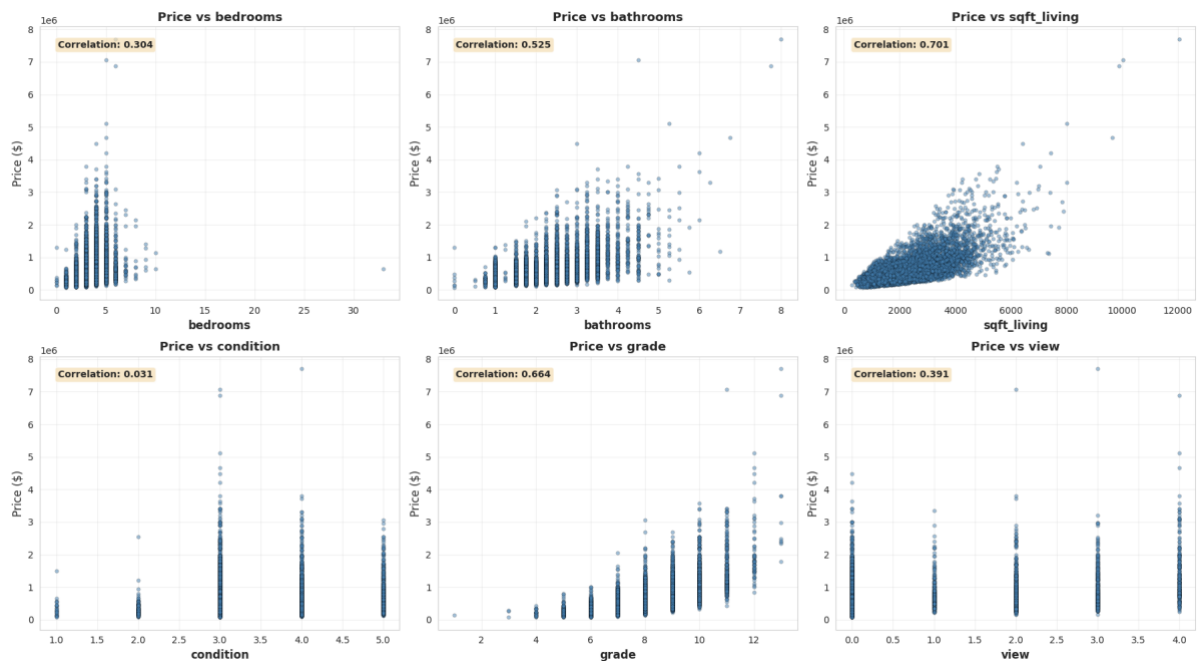 Price vs bedrooms
1e6
Correlation: 0.304
8
7
6
5
4
3
2
1
0
Price ($)
0 5 10 15 20 25 30
bedrooms
Price vs bathrooms
1e6
Correlation: 0.525
8
7
6
5
4
3
2
1
0
Price ($)
0 1 2 3 4 5 6 7 8
bathrooms
Price vs sqft_living
1e6
Correlation: 0.701
8
7
6
5
4
3
2
1
0
Price ($)
0 2000 4000 6000 8000 10000 12000
sqft_living
Price vs condition
1e6
Correlation: 0.031
8
7
6
5
4
3
2
1
0
Price ($)
1.0 1.5 2.0 2.5 3.0 3.5 4.0 4.5 5.0
condition
Price vs grade
1e6
Correlation: 0.664
8
7
6
5
4
3
2
1
0
Price ($)
2 4 6 8 10 12
grade
Price vs view
1e6
Correlation: 0.391
8
7
6
5
4
3
2
1
0
Price ($)
0.0 0.5 1.0 1.5 2.0 2.5 3.0 3.5 4.0
view